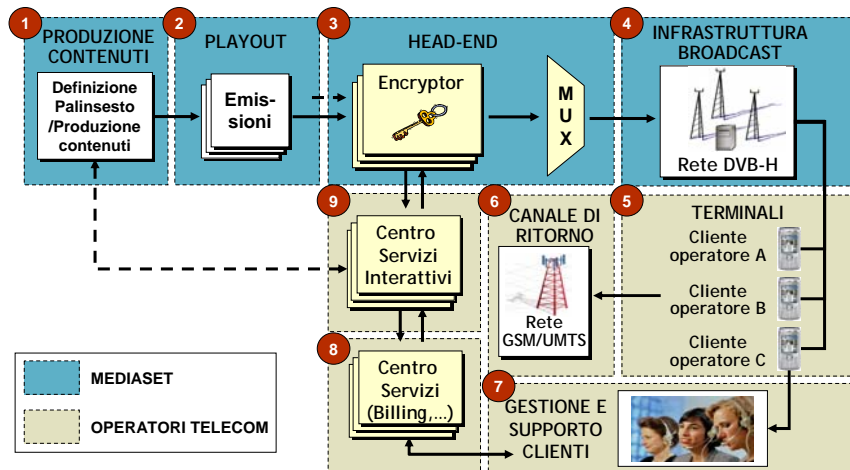 1
PRODUZIONE
CONTENUTI
Definizione
Palinsesto
/Produzione
contenuti
2
PLAYOUT
Emis-
sioni
3
HEAD-END
Encryptor
M
U
X
4
INFRASTRUTTURA
BROADCAST
Rete DVB-H
9
Centro
Servizi
Interattivi
6
CANALE DI
RITORNO
Rete
GSM/UMTS
5
TERMINALI
Cliente
operatore A
Cliente
operatore B
Cliente
operatore C
8
Centro
Servizi
(Billing,...)
7
GESTIONE E
SUPPORTO
CLIENTI
MEDIASET
OPERATORI TELECOM